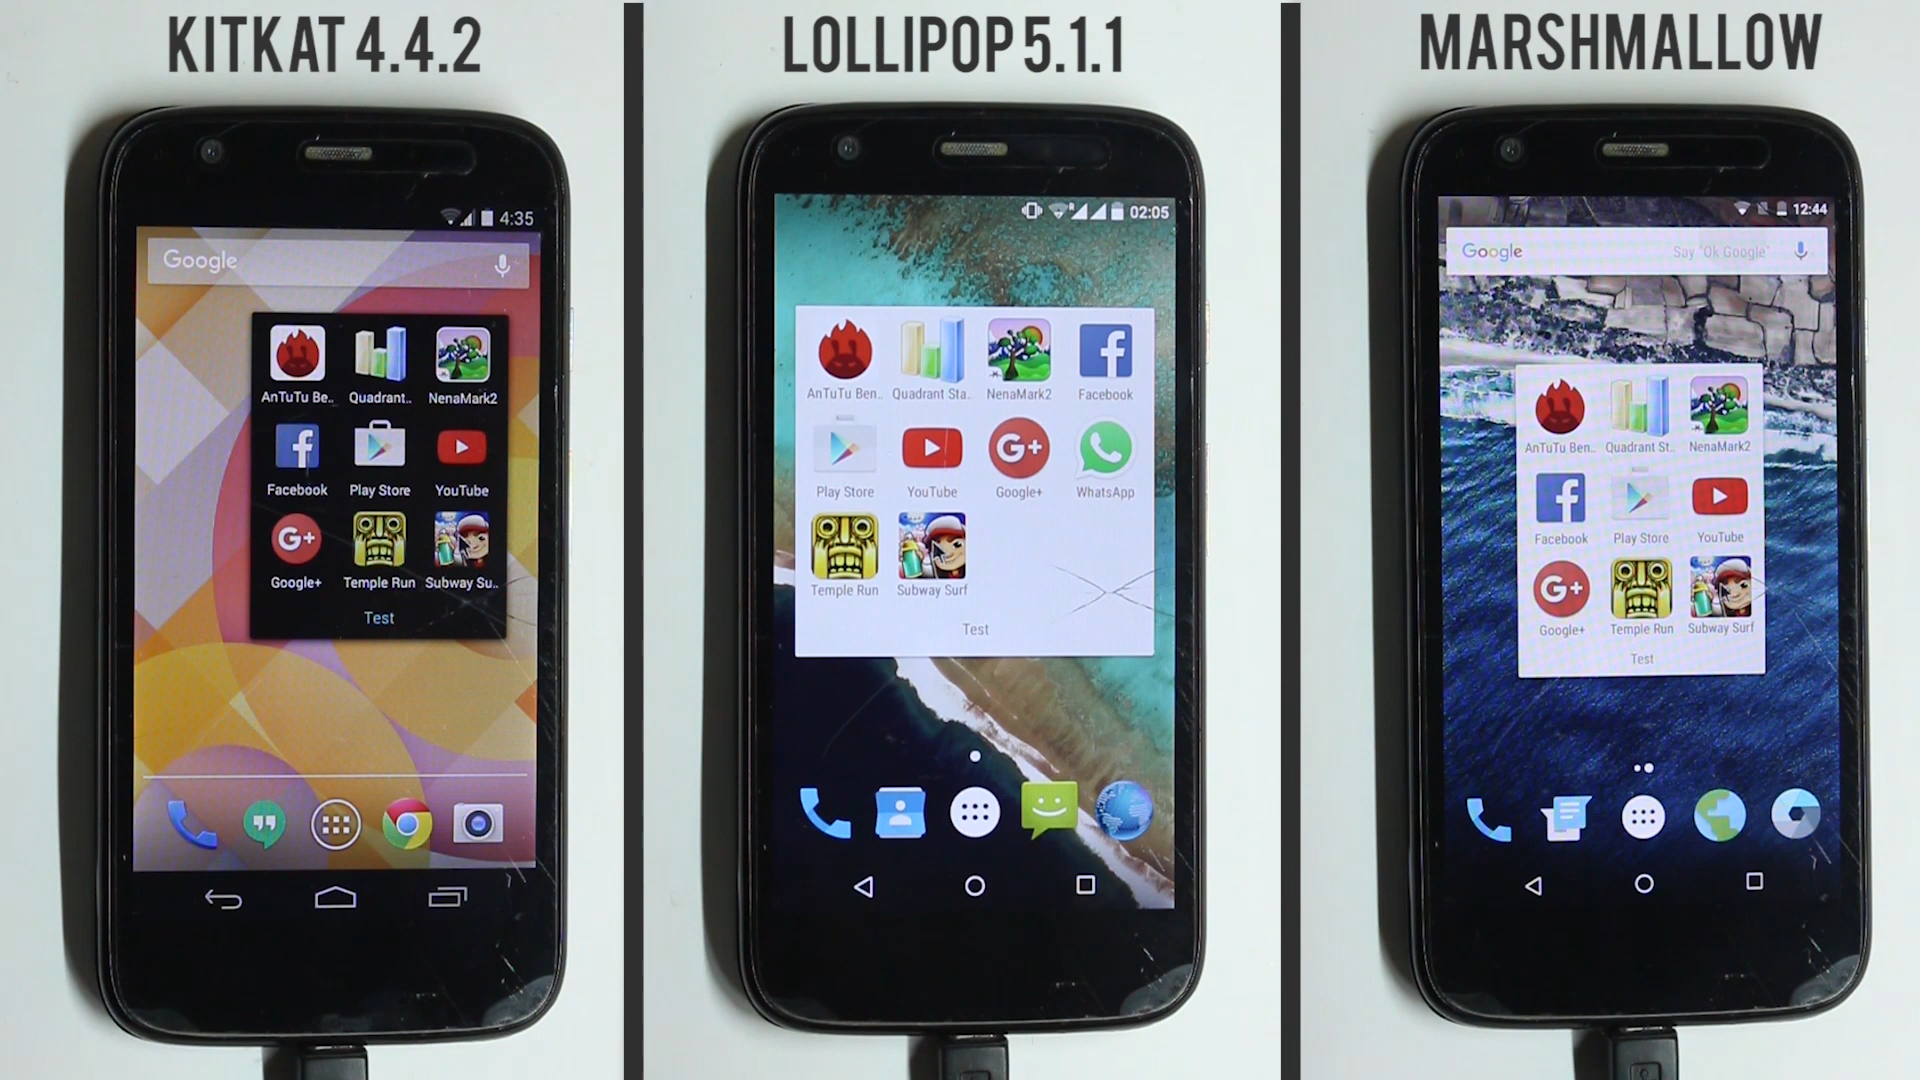 KITKAT 4.4.2
4:35
Google
AnTuTu Be..
Quadrant..
NenaMark2
Facebook
Play Store
YouTube
Google+
Temple Run
Subway Su..
Test
LOLLIPOP 5.1.1
R
02:05
AnTuTu Ben..
Quadrant Sta..
NenaMark2
Facebook
Play Store
YouTube
G+
Google+
WhatsApp
Temple Run
Subway Surf
Test
MARSHMALLOW
12:44
Google
Say "Ok Google"
AnTuTu Ben..
Quadrant St..
NenaMark2
Facebook
Play Store
YouTube
G+
Google+
Temple Run
Subway Surf
Test